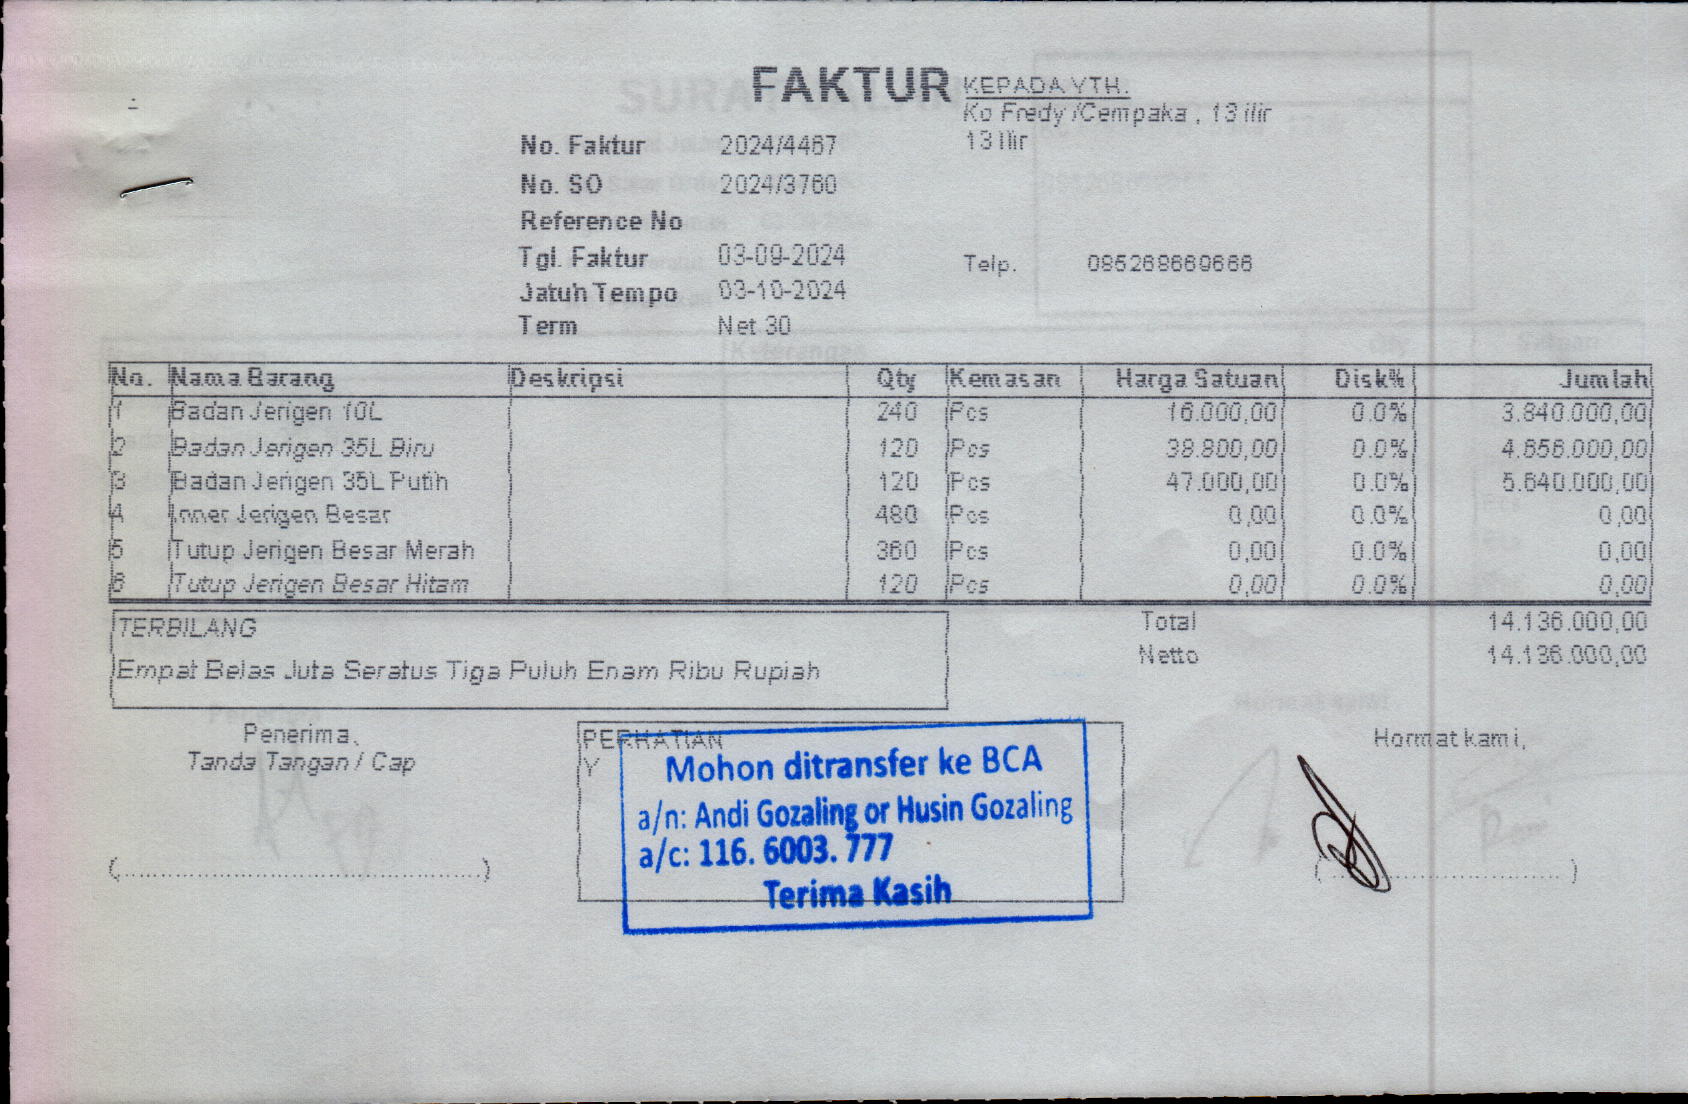 FAKTUR
KEPADA YTH.
Ko Fredy /Cempaka , 13 ilir
13 Ilir
No. Faktur 2024/4467
No. SO 2024/3760
Reference No
Tgl. Faktur 03-09-2024
Telp.
Jatuh Tempo 03-10-2024
Term Net 30
No. Nama Barang Deskripsi Qty Kemasan Harga Satuan Disk% Jumlah
1 Badan Jerigen 10L 240 Pcs 16.000,00 0.0% 3.840.000,00
2 Badan Jerigen 35L Biru 120 Pcs 38.800,00 0.0% 4.656.000,00
3 Badan Jerigen 35L Putih 120 Pcs 47.000,00 0.0% 5.640.000,00
4 Inner Jerigen Besar 480 Pcs 0,00 0.0% 0,00
5 Tutup Jerigen Besar Merah 360 Pcs 0,00 0.0% 0,00
6 Tutup Jerigen Besar Hitam 120 Pcs 0,00 0.0% 0,00
TERBILANG
Empat Belas Juta Seratus Tiga Puluh Enam Ribu Rupiah
Total 14.136.000,00
Netto 14.136.000,00
Penerima,
Tanda Tangan / Cap
PERHATIAN
Y
Mohon ditransfer ke BCA
a/n: Andi Gozaling or Husin Gozaling
a/c: 116. 6003. 777
Terima Kasih
Hormat kami,